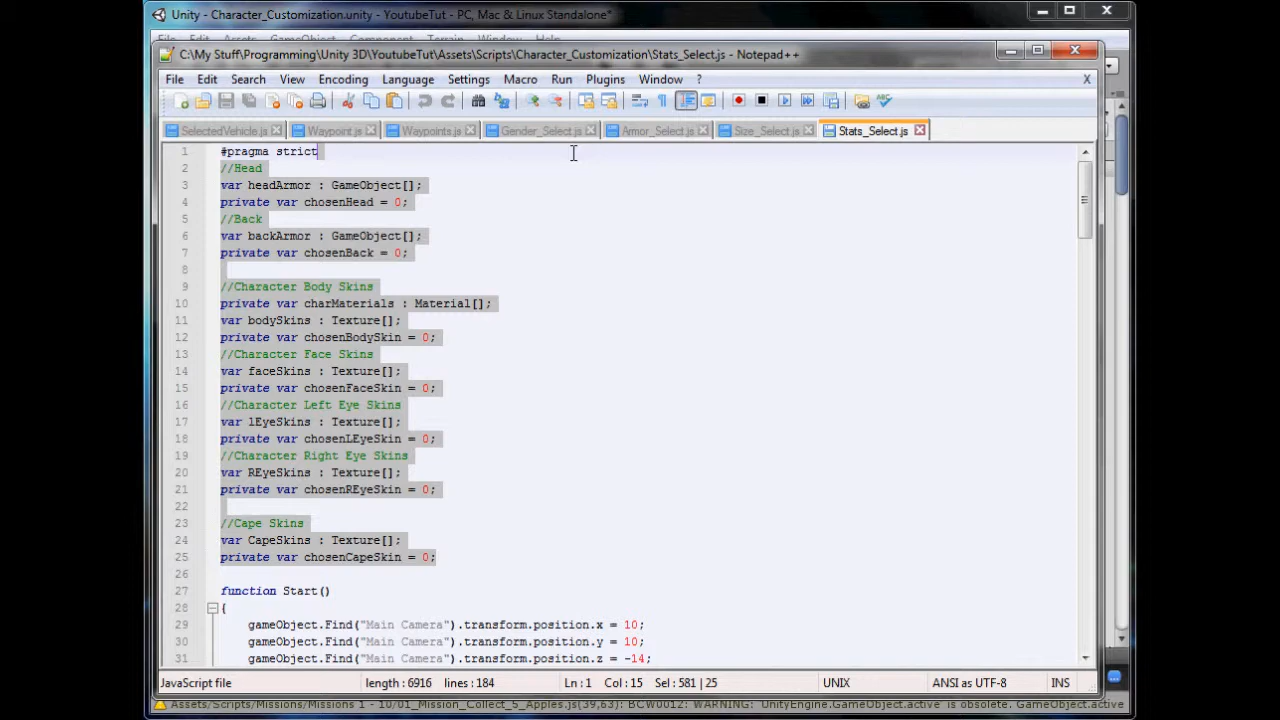 Unity - Character_Customization.unity - YoutubeTut - PC, Mac & Linux Standalone*
C:\My Stuff\Programming\Unity 3D\YoutubeTut\Assets\Scripts\Character_Customization\Stats_Select.js - Notepad++
File Edit Search View Encoding Language Settings Macro Run Plugins Window ? X
SelectedVehicle.js Waypoint.js Waypoints.js Gender_Select.js Armor_Select.js Size_Select.js Stats_Select.js
1 #pragma strict
2 //Head
3 var headArmor : GameObject[];
4 private var chosenHead = 0;
5 //Back
6 var backArmor : GameObject[];
7 private var chosenBack = 0;
8
9 //Character Body Skins
10 private var charMaterials : Material[];
11 var bodySkins : Texture[];
12 private var chosenBodySkin = 0;
13 //Character Face Skins
14 var faceSkins : Texture[];
15 private var chosenFaceSkin = 0;
16 //Character Left Eye Skins
17 var lEyeSkins : Texture[];
18 private var chosenLEyeSkin = 0;
19 //Character Right Eye Skins
20 var REyeSkins : Texture[];
21 private var chosenREyeSkin = 0;
22
23 //Cape Skins
24 var CapeSkins : Texture[];
25 private var chosenCapeSkin = 0;
26
27 function Start()
28 {
29 gameObject.Find("Main Camera").transform.position.x = 10;
30 gameObject.Find("Main Camera").transform.position.y = 10;
31 gameObject.Find("Main Camera").transform.position.z = -14;
JavaScript file length : 6916 lines : 184 Ln : 1 Col : 15 Sel : 581 | 25 UNIX ANSI as UTF-8 INS
Assets/Scripts/Missions/Missions 1 - 10/01_Mission_Collect_5_Apples.js(39,63): BCW0012: WARNING: 'UnityEngine.GameObject.active' is obsolete. GameObject.active